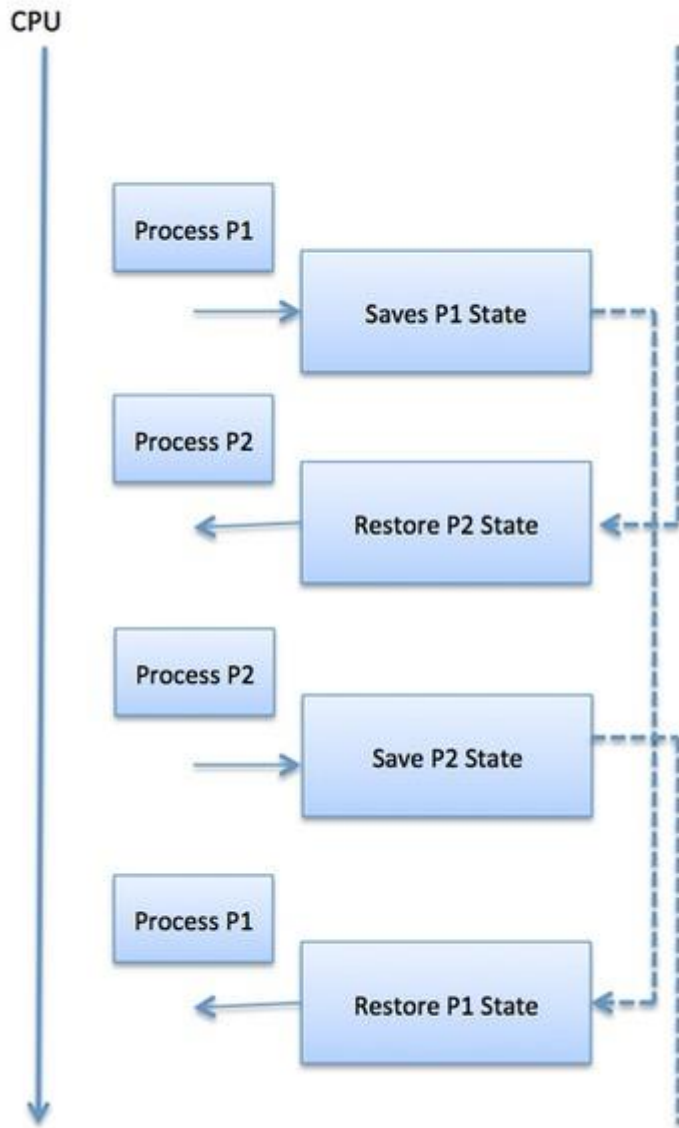 CPU
Process P1
Saves P1 State
Process P2
Restore P2 State
Process P2
Save P2 State
Process P1
Restore P1 State